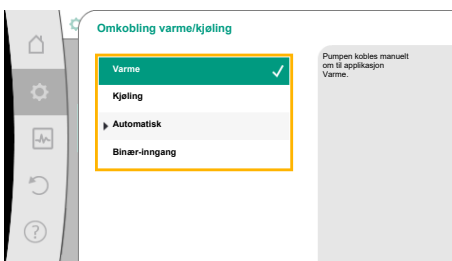 Omkobling varme/kjøling
Varme
Kjøling
Automatisk
Binær-inngang
Pumpen kobles manuelt
om til applikasjon
Varme.
?